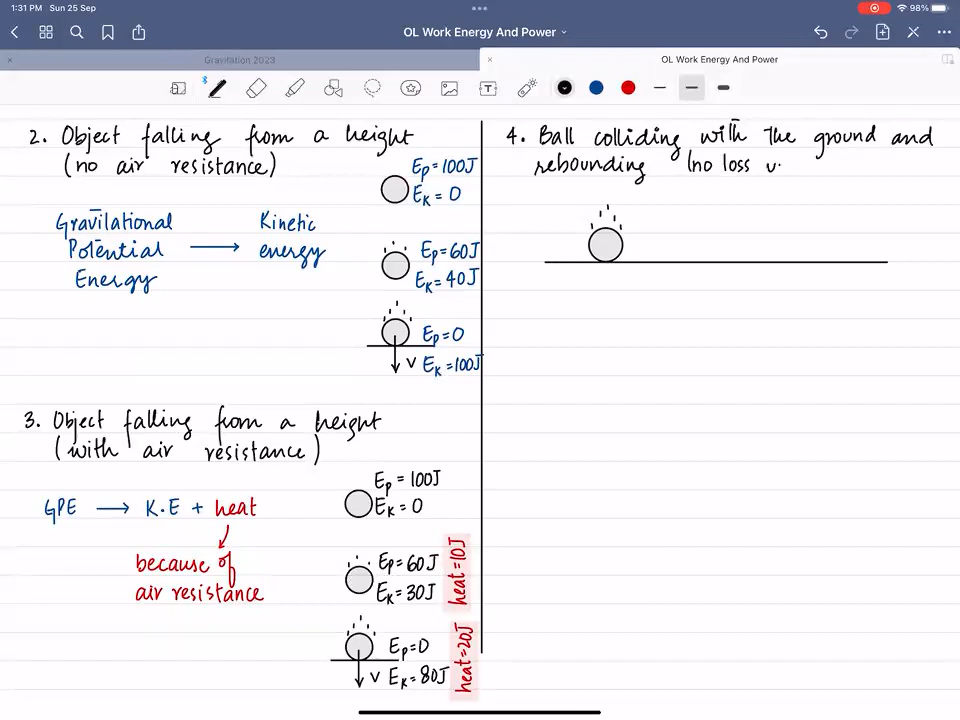 1:31 PM Sun 25 Sep
98%
OL Work Energy And Power
Gravitation 2023
OL Work Energy And Power
2. Object falling from a height
(no air resistance)
Ep = 100J
Ek = 0
Gravitational
Potential
Energy
Kinetic
energy
Ep = 60J
Ek = 40J
Ep = 0
V Ek = 100J
3. Object falling from a height
(with air resistance)
Ep = 100J
Ek = 0
GPE → K.E + heat
because of
air resistance
Ep = 60J
Ek = 30J
heat = 10J
Ep = 0
V Ek = 80J
heat = 20J
4. Ball colliding with the ground and
rebounding (no loss